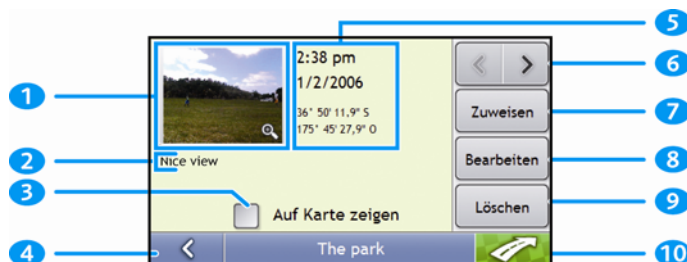 2:38 pm
1/2/2006
36° 50' 11,9" S
175° 45' 27,9" O
Nice view
Auf Karte zeigen
The park
Zuweisen
Bearbeiten
Löschen
1
2
3
4
5
6
7
8
9
10